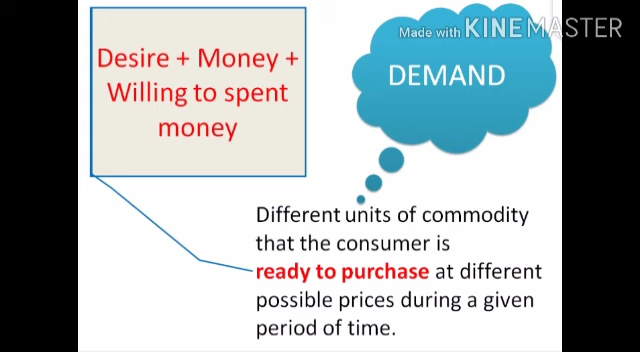 Desire + Money +
Willing to spent
money
Made with KINEMASTER
DEMAND
Different units of commodity
that the consumer is
ready to purchase at different
possible prices during a given
period of time.